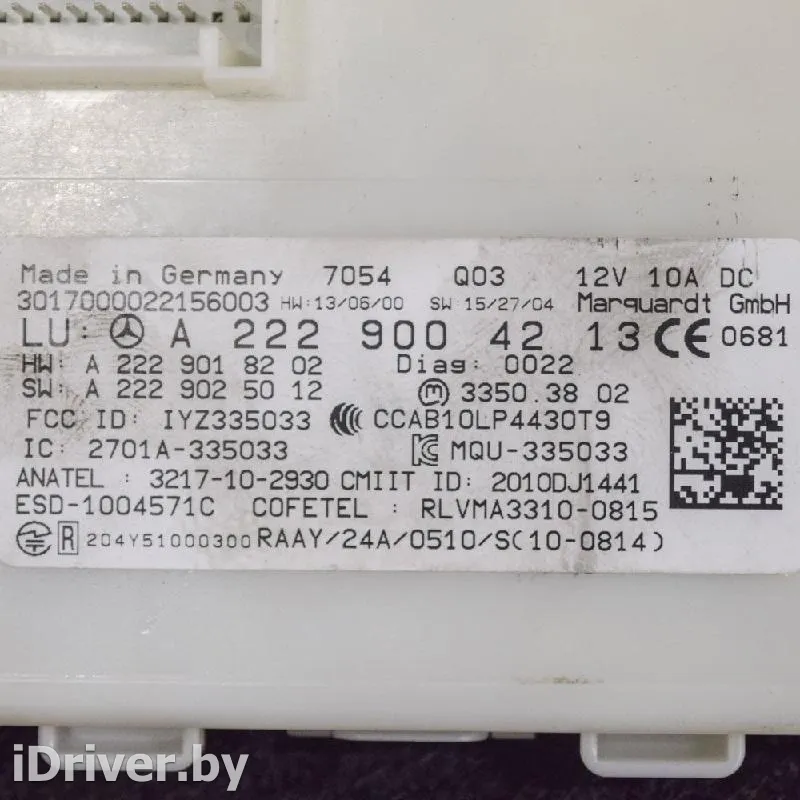 Made in Germany 7054 Q03 12V 10A DC
3017000022156003 HW:13/06/00 SW:15/27/04 Marquardt GmbH
LU: A 222 900 42 13 CE 0681
HW: A 222 901 82 02 Diag: 0022
SW: A 222 902 50 12 M 3350.38 02
FCC ID: IYZ335033 CCAB10LP4430T9
IC: 2701A-335033 MQU-335033
ANATEL : 3217-10-2930 CMIIT ID: 2010DJ1441
ESD-1004571C COFETEL : RLVMA3310-0815
R 204Y51000300 RAAY/24A/0510/S(10-0814)
iDriver.by